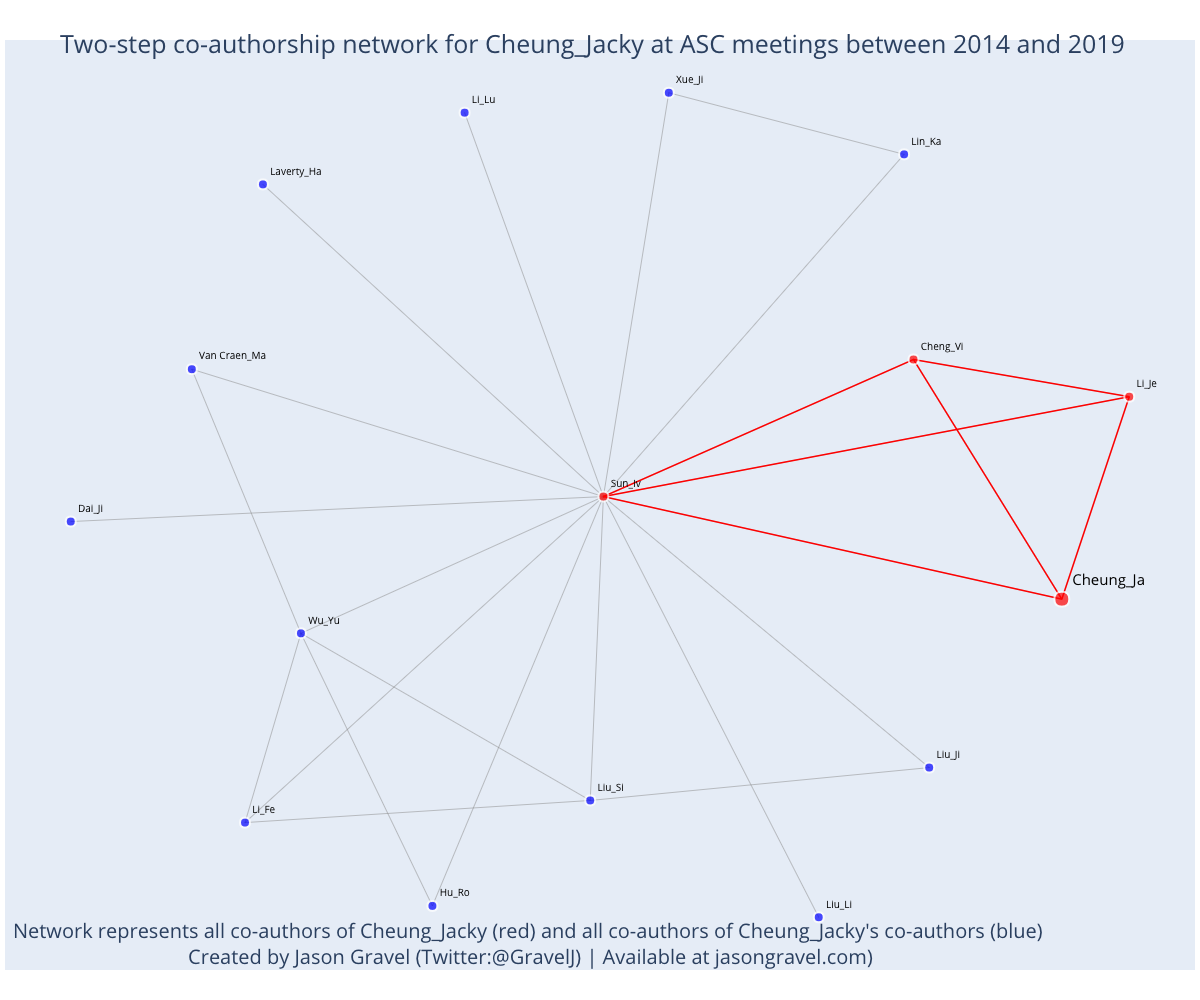 Two-step co-authorship network for Cheung_Jacky at ASC meetings between 2014 and 2019
Xue_Ji
Li_Lu
Lin_Ka
Laverty_Ha
Cheng_Vi
Van Craen_Ma
Li_Je
Sun_Iv
Dai_Ji
Cheung_Ja
Wu_Yu
Liu_Ji
Liu_Si
Li_Fe
Hu_Ro
LIu_Li
Network represents all co-authors of Cheung_Jacky (red) and all co-authors of Cheung_Jacky's co-authors (blue)
Created by Jason Gravel (Twitter:@GravelJ) | Available at jasongravel.com)